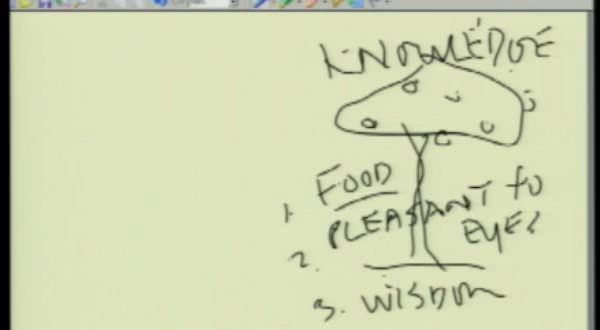 KNOWLEDGE
1. FOOD
2. PLEASANT to EYES
3. WISDOM